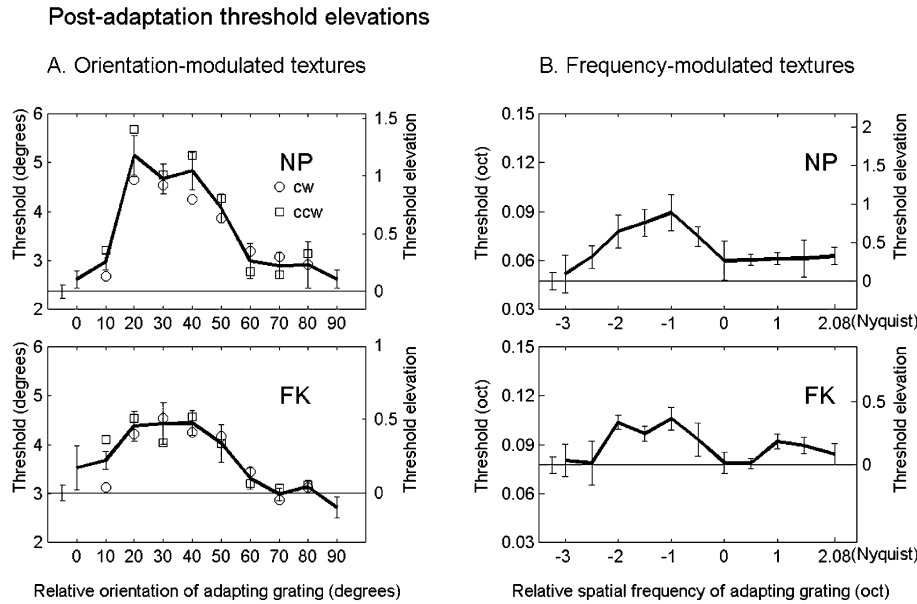 Post-adaptation threshold elevations
A. Orientation-modulated textures
B. Frequency-modulated textures
Threshold (degrees)
6
5
4
3
2
NP
cw
ccw
1.5
1
0.5
0
Threshold elevation
0 10 20 30 40 50 60 70 80 90
Threshold (oct)
0.15
0.12
0.09
0.06
0.03
NP
2
1.5
1
0.5
0
Threshold elevation
-3 -2 -1 0 1 2.08(Nyquist)
Threshold (degrees)
6
5
4
3
2
FK
1
0.5
0
Threshold elevation
0 10 20 30 40 50 60 70 80 90
Relative orientation of adapting grating (degrees)
Threshold (oct)
0.15
0.12
0.09
0.06
0.03
FK
0.5
0
Threshold elevation
-3 -2 -1 0 1 2.08(Nyquist)
Relative spatial frequency of adapting grating (oct)